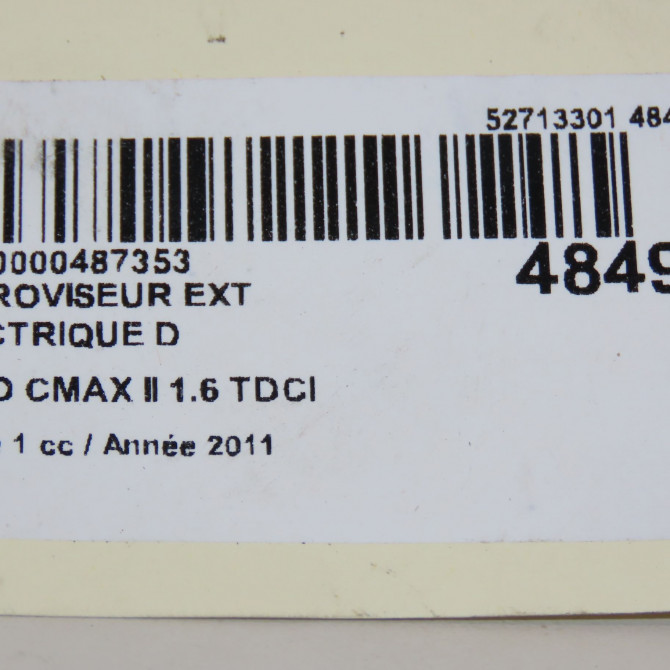 52713301 484
0000487353
4849
ROVISEUR EXT
CTRIQUE D
D CMAX II 1.6 TDCI
1 cc / Année 2011